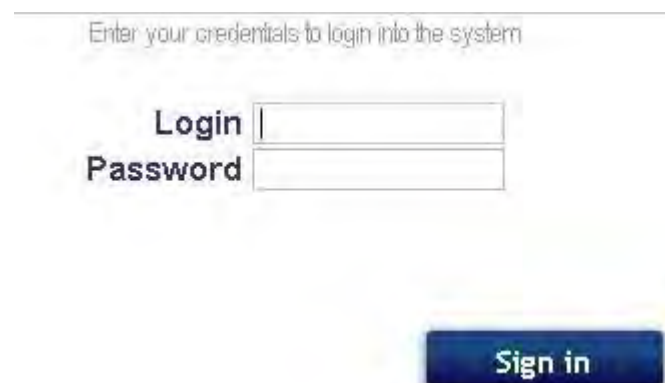 Enter your credentials to login into the system
Login
Password
Sign in